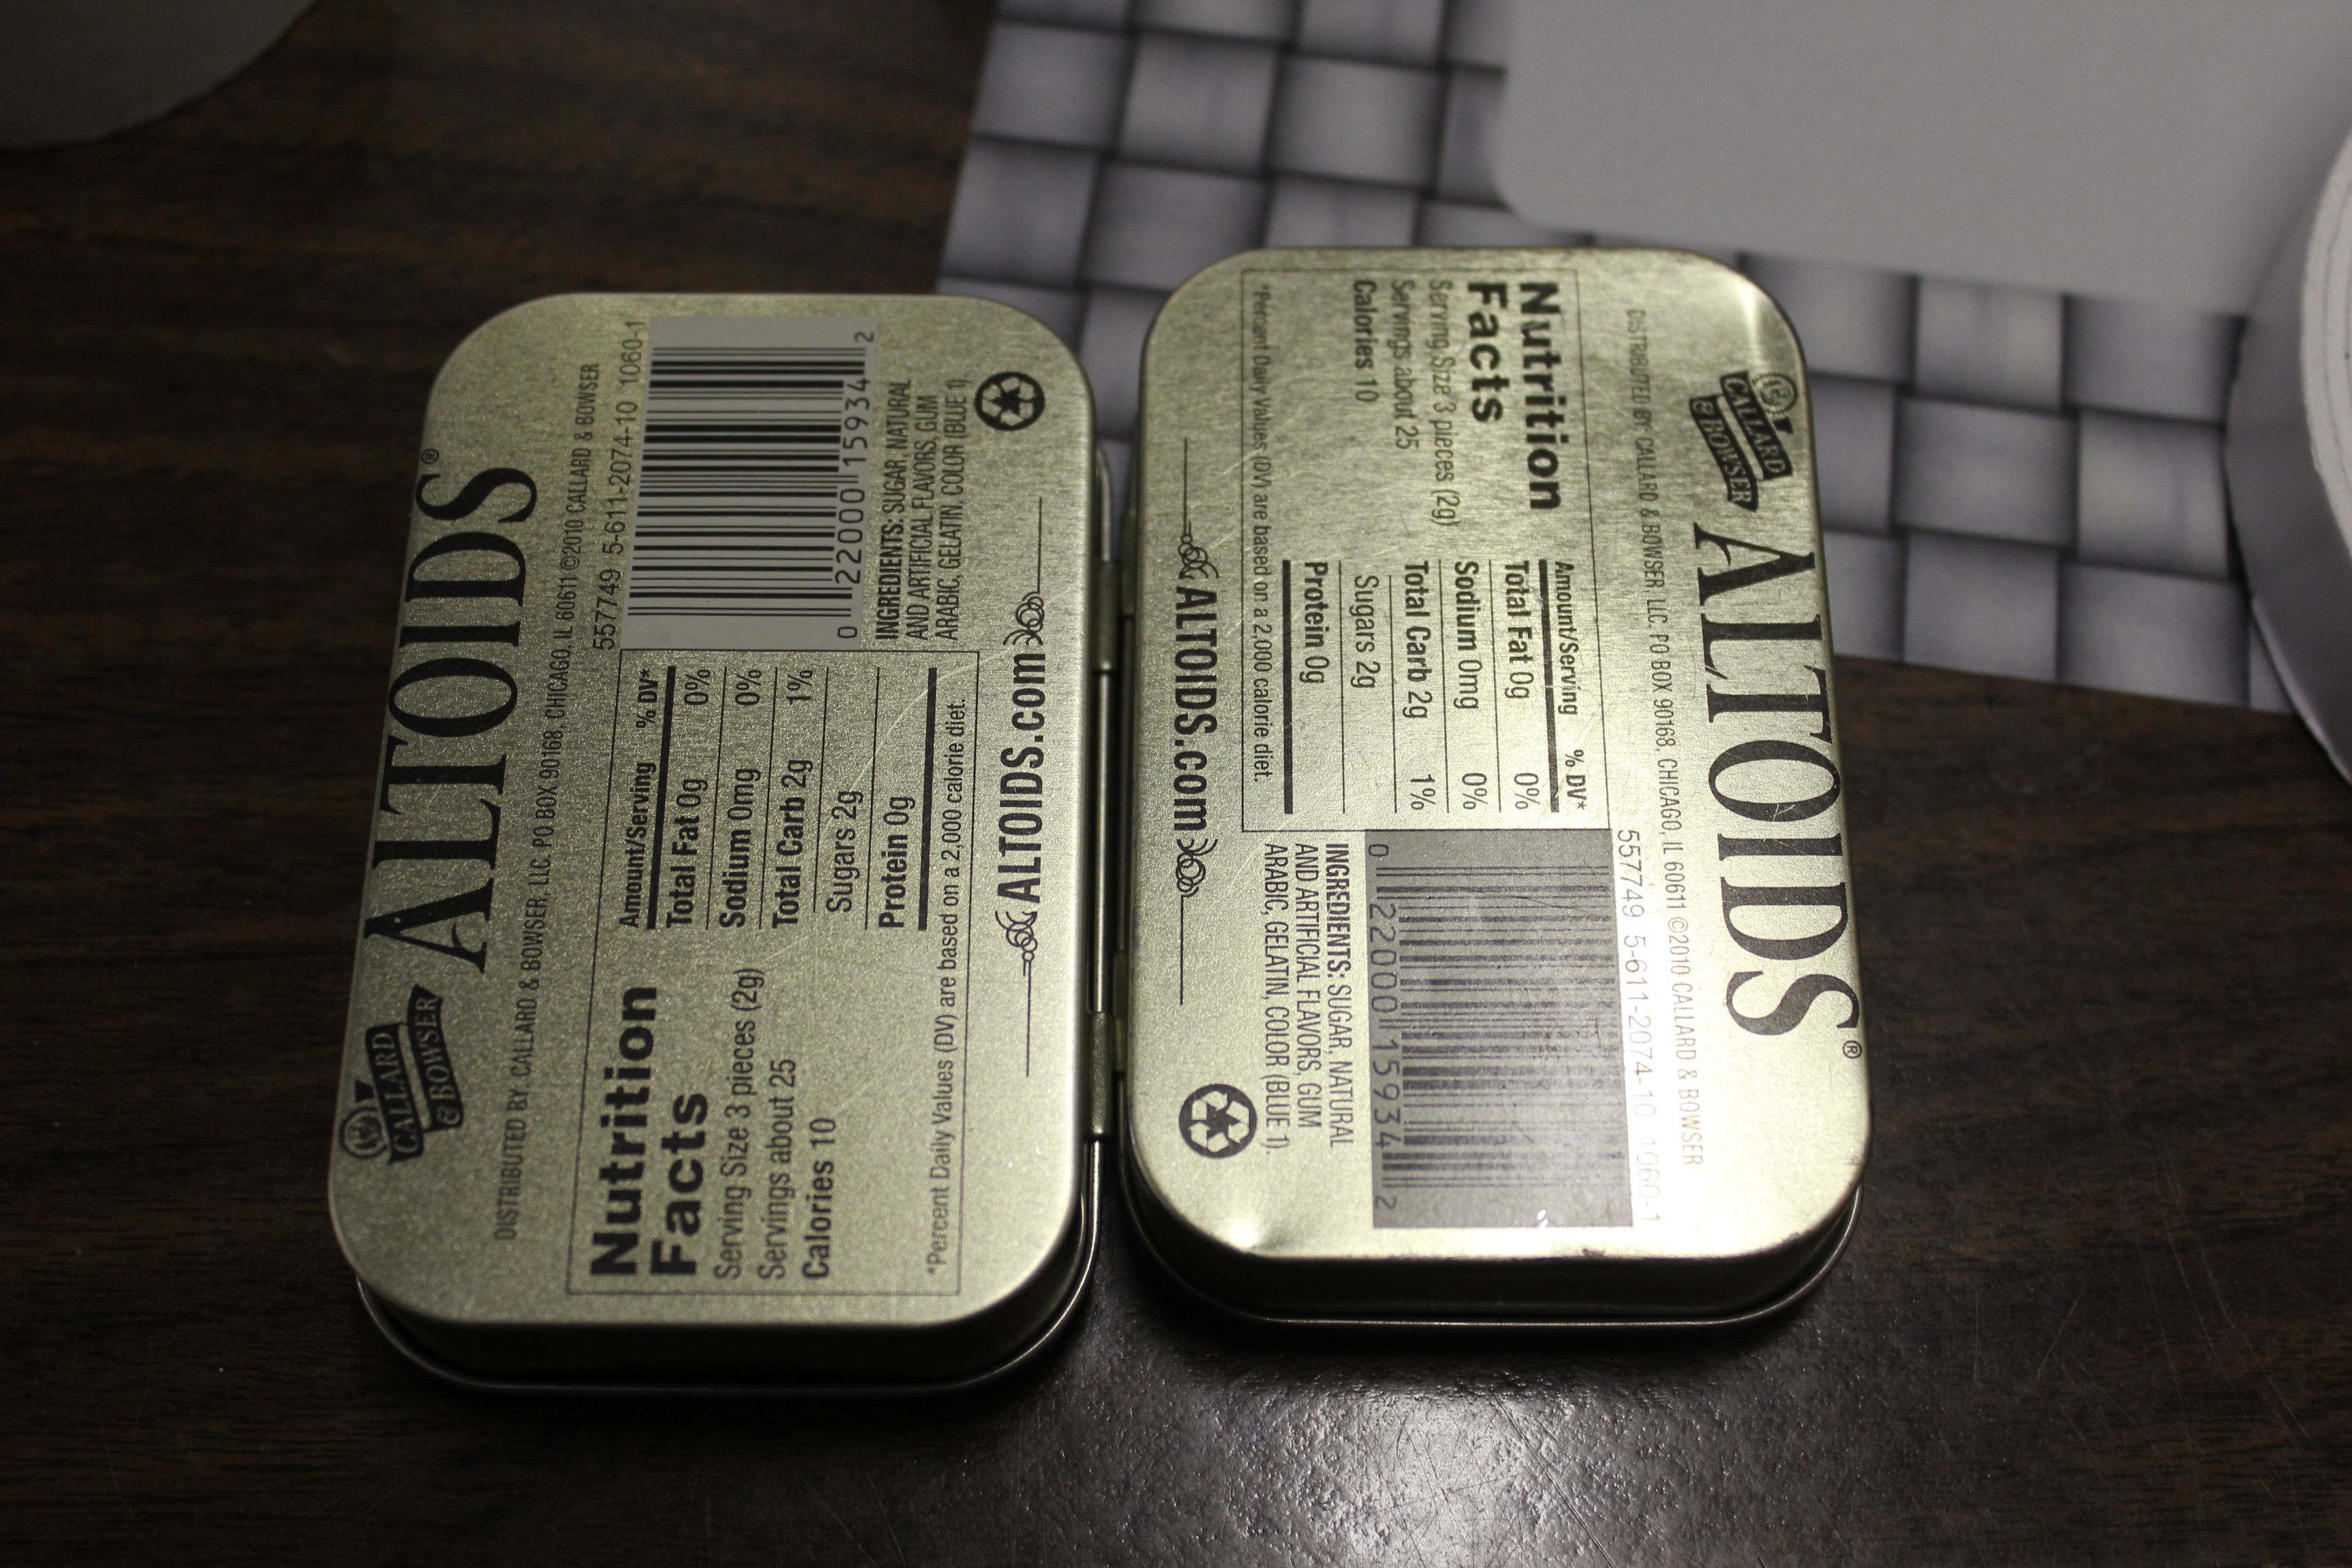 CALLARD
& BOWSER
ALTOIDS®
DISTRIBUTED BY CALLARD & BOWSER, LLC. PO BOX 90168, CHICAGO, IL 60611 ©2010 CALLARD & BOWSER
557749 5-611-2074-10 1060-1
Nutrition
Facts
Serving Size 3 pieces (2g)
Servings about 25
Calories 10
Amount/Serving % DV*
Total Fat 0g 0%
Sodium 0mg 0%
Total Carb 2g 1%
Sugars 2g
Protein 0g
*Percent Daily Values (DV) are based on a 2,000 calorie diet.
0 22000 15934 2
INGREDIENTS: SUGAR, NATURAL
AND ARTIFICIAL FLAVORS, GUM
ARABIC, GELATIN, COLOR (BLUE 1).
ALTOIDS.com
CALLARD
& BOWSER
ALTOIDS®
DISTRIBUTED BY CALLARD & BOWSER, LLC. PO BOX 90168, CHICAGO, IL 60611 ©2010 CALLARD & BOWSER
557749 5-611-2074-10 1060-1
Nutrition
Facts
Serving Size 3 pieces (2g)
Servings about 25
Calories 10
Amount/Serving % DV*
Total Fat 0g 0%
Sodium 0mg 0%
Total Carb 2g 1%
Sugars 2g
Protein 0g
*Percent Daily Values (DV) are based on a 2,000 calorie diet.
0 22000 15934 2
INGREDIENTS: SUGAR, NATURAL
AND ARTIFICIAL FLAVORS, GUM
ARABIC, GELATIN, COLOR (BLUE 1).
ALTOIDS.com